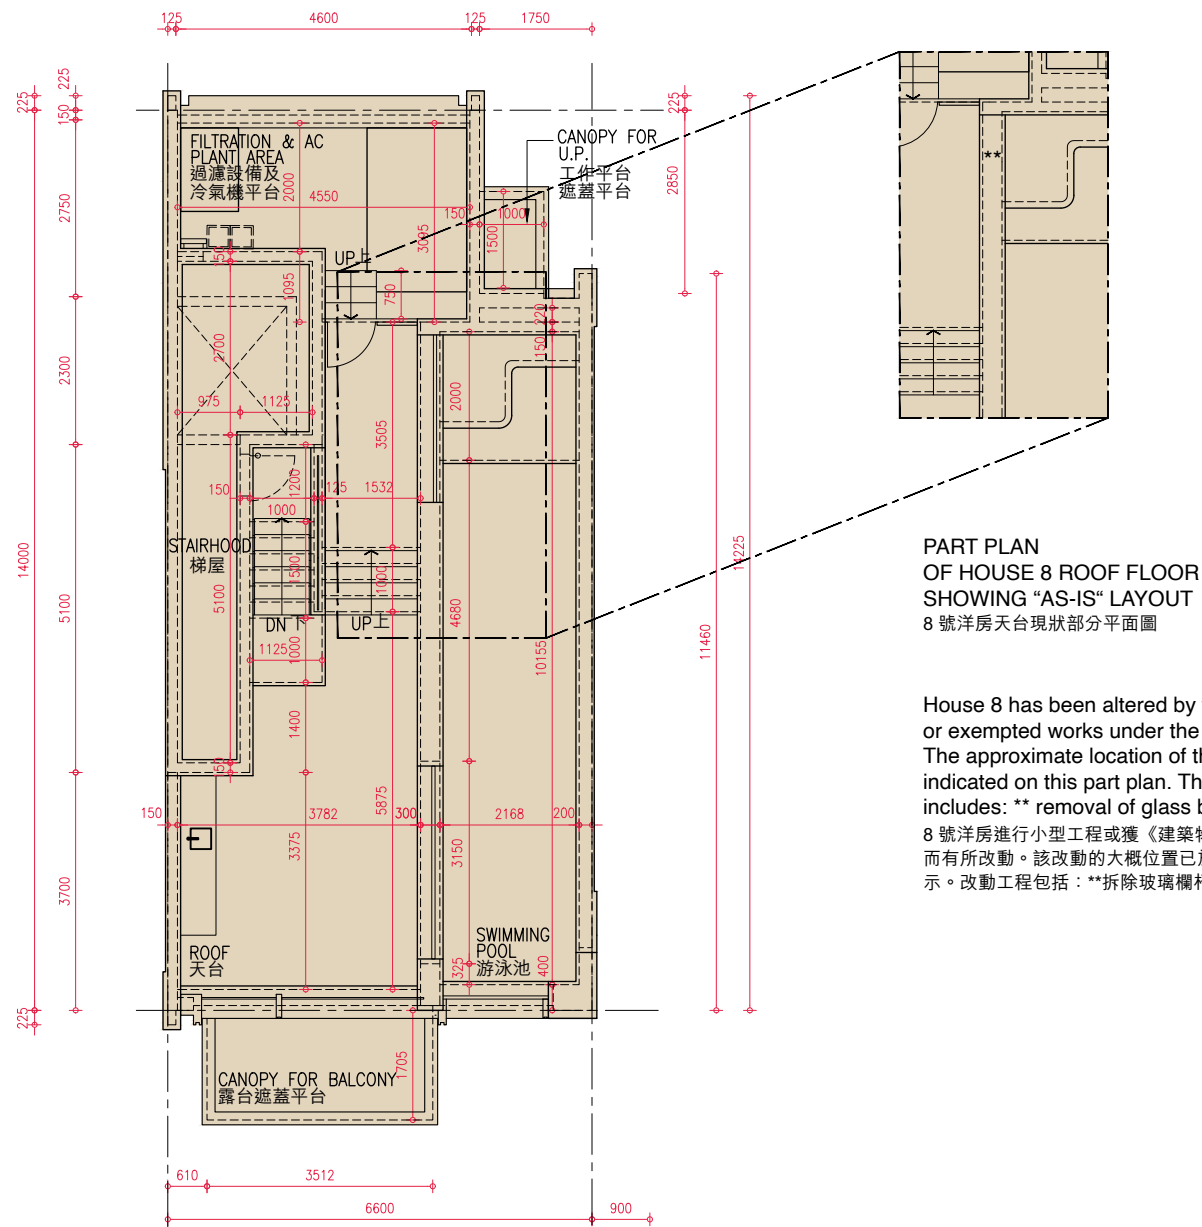 125
4600
125
1750
225
225
150
225
FILTRATION & AC
PLANT AREA
過濾設備及
冷氣機平台
CANOPY FOR
U.P.
工作平台
遮蓋平台
2000
4550
2750
2850
150
1000
1500
3095
150
UP上
1095
750
220
150
2700
2300
2000
975
1125
3505
**
1200
150
125
1532
1000
STAIRHOOD
梯屋
1500
1000
14000
5100
5100
4680
14225
11460
10155
DN下
UP上
1125
1000
1400
PART PLAN
OF HOUSE 8 ROOF FLOOR
SHOWING “AS-IS“ LAYOUT
8 號洋房天台現狀部分平面圖
House 8 has been altered by
or exempted works under the
The approximate location of th
indicated on this part plan. Th
includes: ** removal of glass b
8 號洋房進行小型工程或獲《建築物
而有所改動。該改動的大概位置已於
示。改動工程包括：**拆除玻璃欄杆
150
150
3782
300
2168
200
5875
3375
3150
3700
ROOF
天台
SWIMMING
POOL
游泳池
325
400
225
1705
CANOPY FOR BALCONY
露台遮蓋平台
610
3512
6600
900